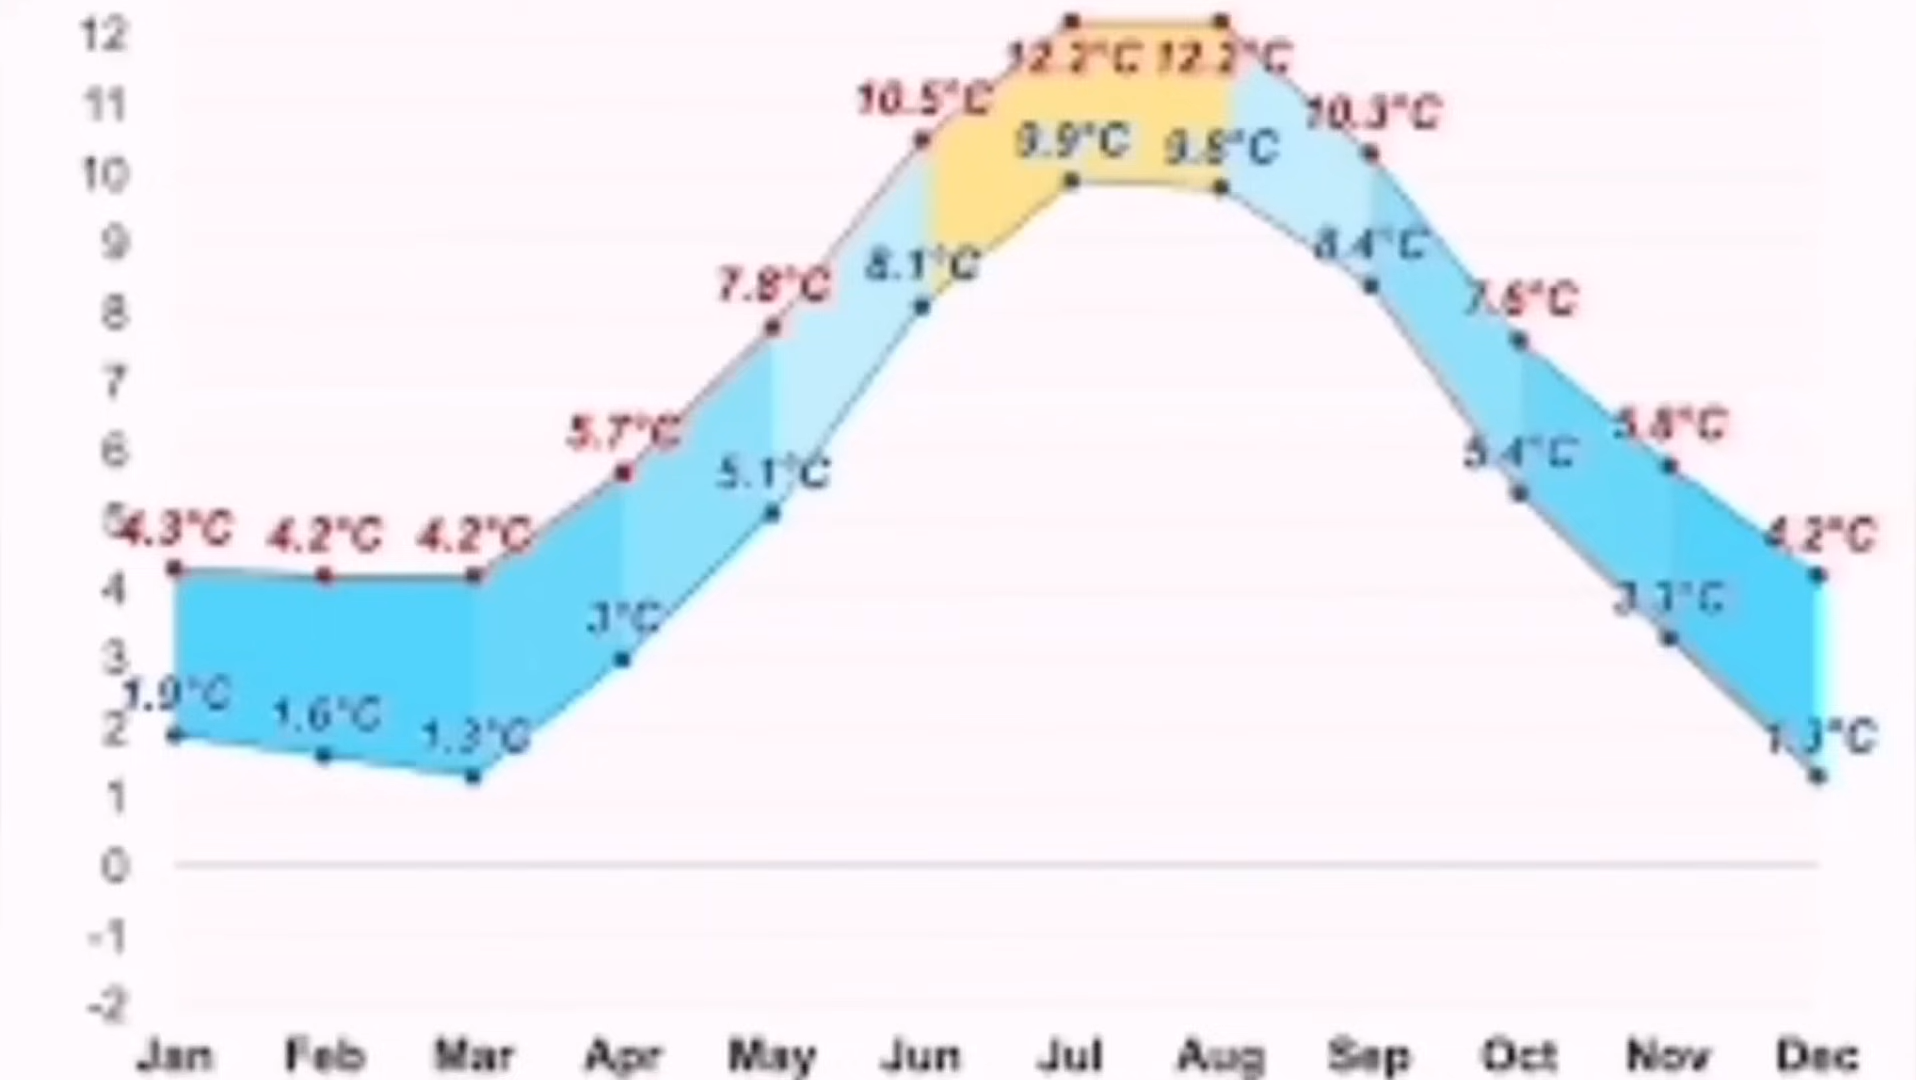 12
11
10
9
8
7
6
5
4
3
2
1
0
-1
-2
12.2°C 12.2°C
10.5°C 10.3°C
9.9°C 9.8°C
7.8°C 8.1°C 8.4°C 7.6°C
5.7°C 5.1°C 5.4°C 5.8°C
4.3°C 4.2°C 4.2°C 4.2°C
3°C 3.3°C
1.9°C 1.6°C 1.3°C 1.3°C
Jan Feb Mar Apr May Jun Jul Aug Sep Oct Nov Dec